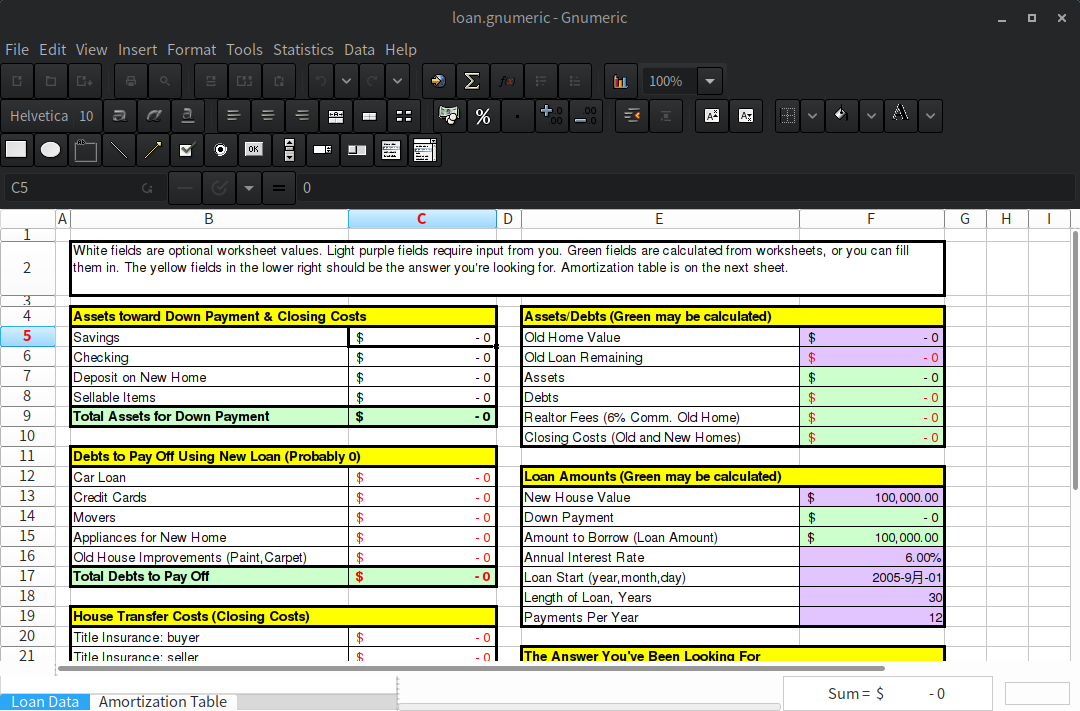 loan.gnumeric - Gnumeric
File Edit View Insert Format Tools Statistics Data Help
100%
Helvetica 10
OK
C5 0
A B C D E F G H I
1
2 White fields are optional worksheet values. Light purple fields require input from you. Green fields are calculated from worksheets, or you can fill
them in. The yellow fields in the lower right should be the answer you're looking for. Amortization table is on the next sheet.
3
4 Assets toward Down Payment & Closing Costs Assets/Debts (Green may be calculated)
5 Savings $ - 0 Old Home Value $ - 0
6 Checking $ - 0 Old Loan Remaining $ - 0
7 Deposit on New Home $ - 0 Assets $ - 0
8 Sellable Items $ - 0 Debts $ - 0
9 Total Assets for Down Payment $ - 0 Realtor Fees (6% Comm. Old Home) $ - 0
10 Closing Costs (Old and New Homes) $ - 0
11 Debts to Pay Off Using New Loan (Probably 0)
12 Car Loan $ - 0 Loan Amounts (Green may be calculated)
13 Credit Cards $ - 0 New House Value $ 100,000.00
14 Movers $ - 0 Down Payment $ - 0
15 Appliances for New Home $ - 0 Amount to Borrow (Loan Amount) $ 100,000.00
16 Old House Improvements (Paint,Carpet) $ - 0 Annual Interest Rate 6.00%
17 Total Debts to Pay Off $ - 0 Loan Start (year,month,day) 2005-9月-01
18 Length of Loan, Years 30
19 House Transfer Costs (Closing Costs) Payments Per Year 12
20 Title Insurance: buyer $ - 0
21 Title Insurance: seller $ - 0 The Answer You've Been Looking For
Loan Data Amortization Table Sum = $ - 0